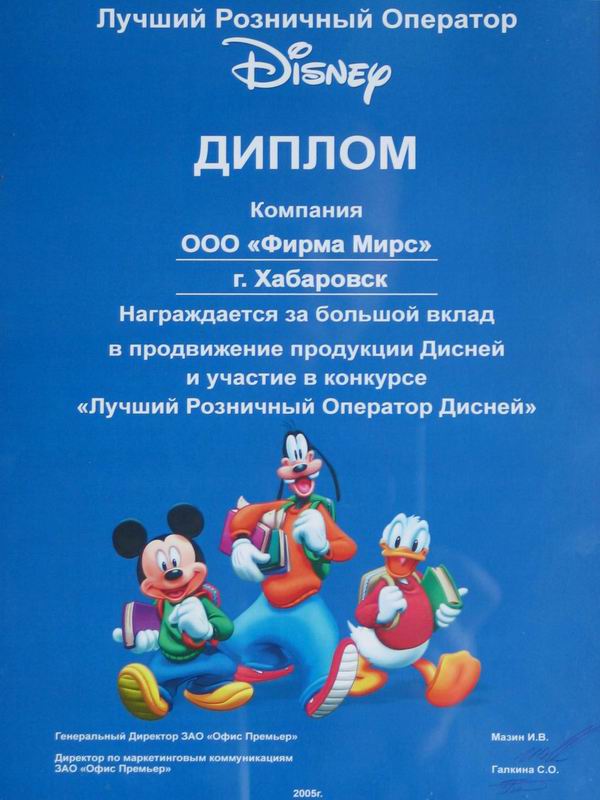 Лучший Розничный Оператор
Disney
ДИПЛОМ
Компания
ООО «Фирма Мирс»
г. Хабаровск
Награждается за большой вклад
в продвижение продукции Дисней
и участие в конкурсе
«Лучший Розничный Оператор Дисней»
Генеральный Директор ЗАО «Офис Премьер»
Мазин И.В.
Директор по маркетинговым коммуникациям
ЗАО «Офис Премьер»
Галкина С.О.
2005г.